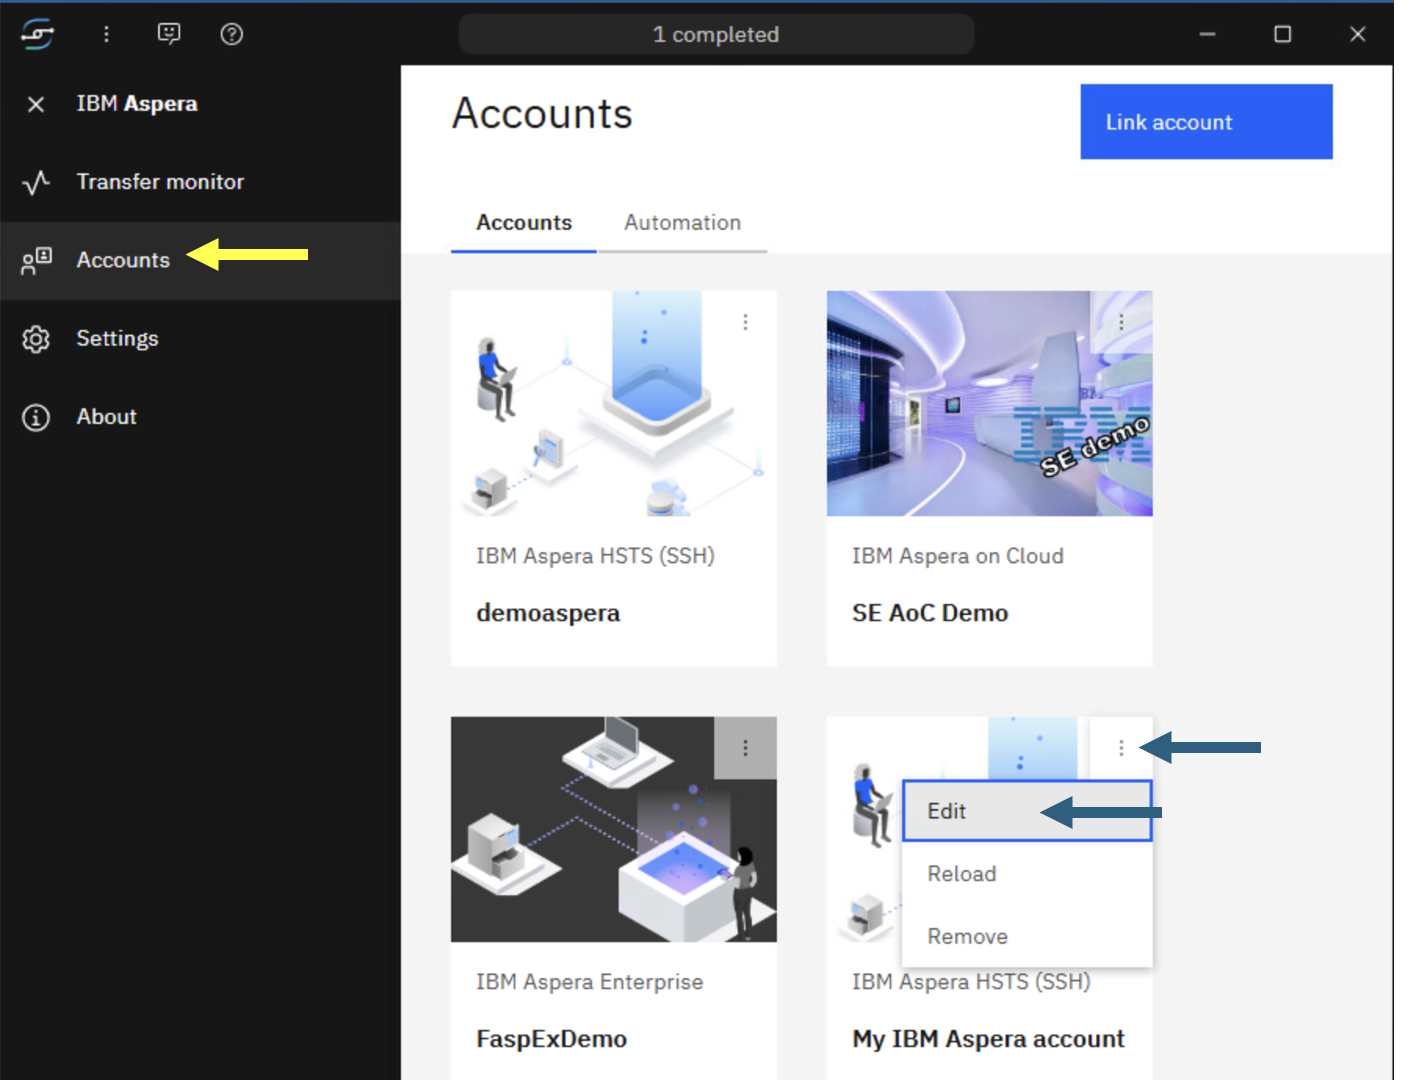 1 completed
IBM Aspera
Transfer monitor
Accounts
Settings
About
Accounts
Link account
Accounts
Automation
IBM Aspera HSTS (SSH)
demoaspera
IBM
IBM
SE demo
IBM Aspera on Cloud
SE AoC Demo
IBM Aspera Enterprise
FaspExDemo
Edit
Reload
Remove
IBM Aspera HSTS (SSH)
My IBM Aspera account